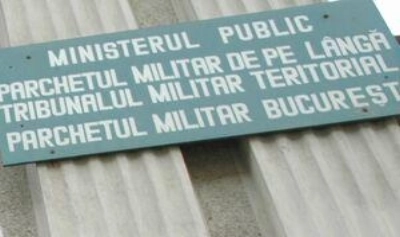 MINISTERUL PUBLIC
PARCHETUL MILITAR DE PE LÂNGĂ
TRIBUNALUL MILITAR TERITORIAL
PARCHETUL MILITAR BUCUREȘT